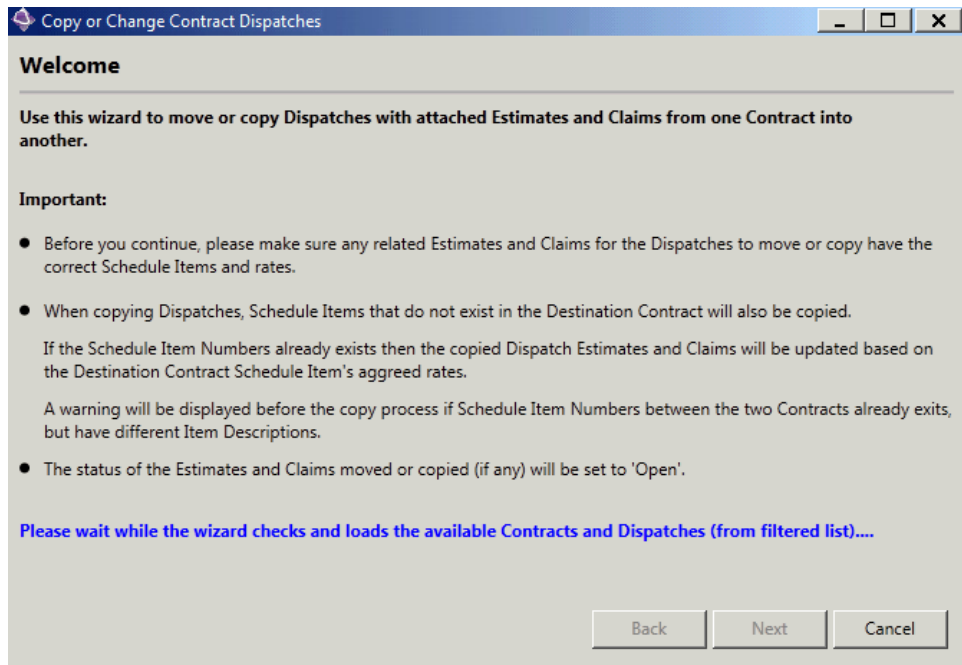 Copy or Change Contract Dispatches
Welcome
Use this wizard to move or copy Dispatches with attached Estimates and Claims from one Contract into
another.
Important:
● Before you continue, please make sure any related Estimates and Claims for the Dispatches to move or copy have the
correct Schedule Items and rates.
● When copying Dispatches, Schedule Items that do not exist in the Destination Contract will also be copied.
If the Schedule Item Numbers already exists then the copied Dispatch Estimates and Claims will be updated based on
the Destination Contract Schedule Item's aggreed rates.
A warning will be displayed before the copy process if Schedule Item Numbers between the two Contracts already exits,
but have different Item Descriptions.
● The status of the Estimates and Claims moved or copied (if any) will be set to 'Open'.
Please wait while the wizard checks and loads the available Contracts and Dispatches (from filtered list)....
Back Next Cancel